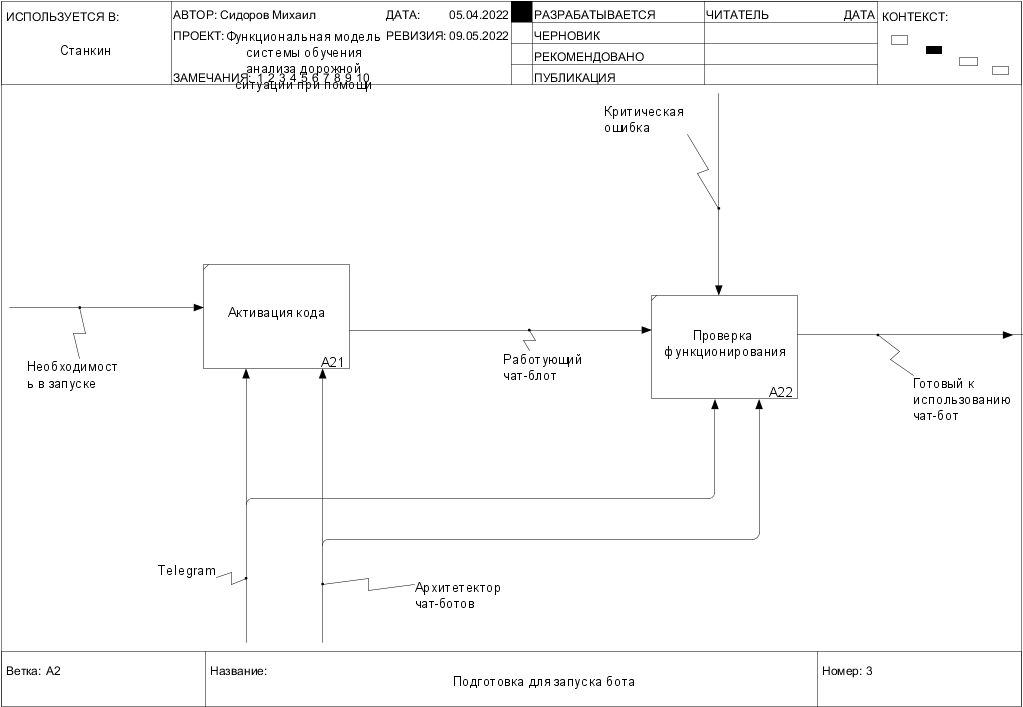 ИСПОЛЬЗУЕТСЯ В:
Станкин
АВТОР: Сидоров Михаил
ДАТА: 05.04.2022
ПРОЕКТ: Функциональная модель
системы обучения
анализа дорожной
ситуации при помощи
РЕВИЗИЯ: 09.05.2022
ЗАМЕЧАНИЯ: 1 2 3 4 5 6 7 8 9 10
РАЗРАБАТЫВАЕТСЯ
ЧЕРНОВИК
РЕКОМЕНДОВАНО
ПУБЛИКАЦИЯ
ЧИТАТЕЛЬ
ДАТА
КОНТЕКСТ:
Критическая
ошибка
Активация кода
A21
Проверка
функционирования
A22
Необходимост
ь в запуске
Работующий
чат-блот
Готовый к
использованию
чат-бот
Telegram
Архитетектор
чат-ботов
Ветка: A2
Название:
Подготовка для запуска бота
Номер: 3